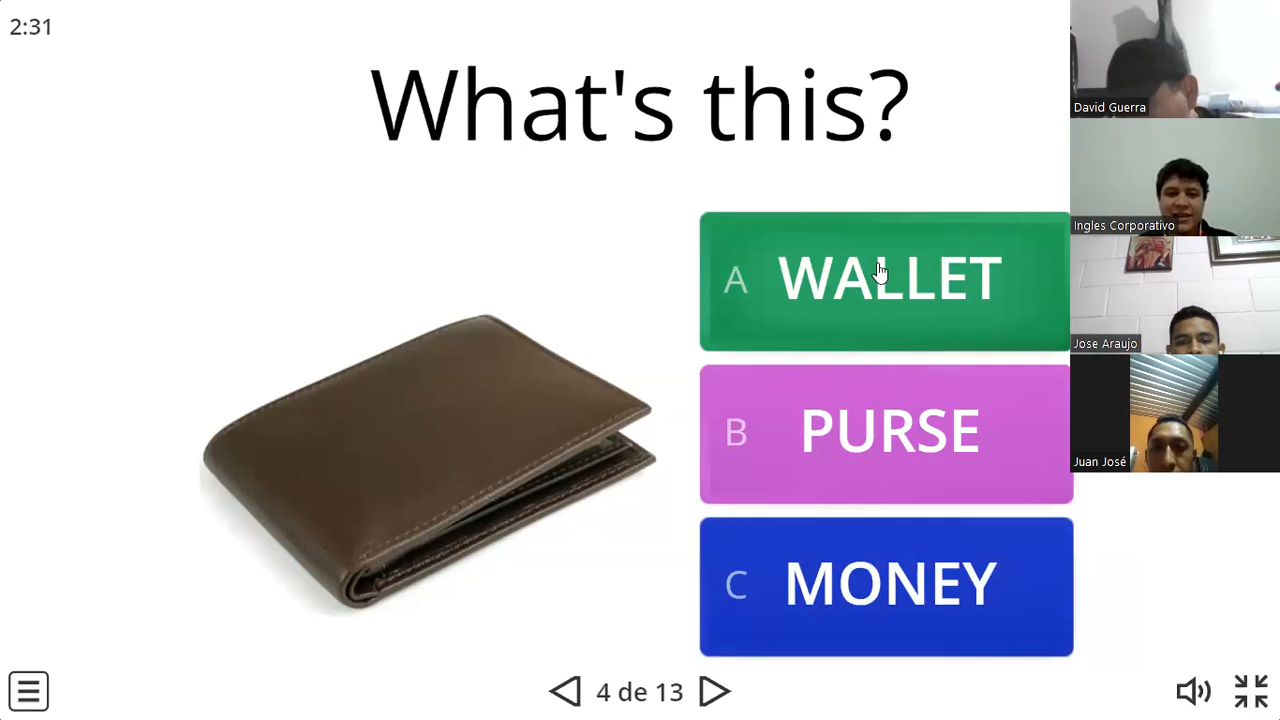 2:31
What's this?
David Guerra
Ingles Corporativo
Jose Araujo
Juan José
A WALLET
B PURSE
C MONEY
4 de 13